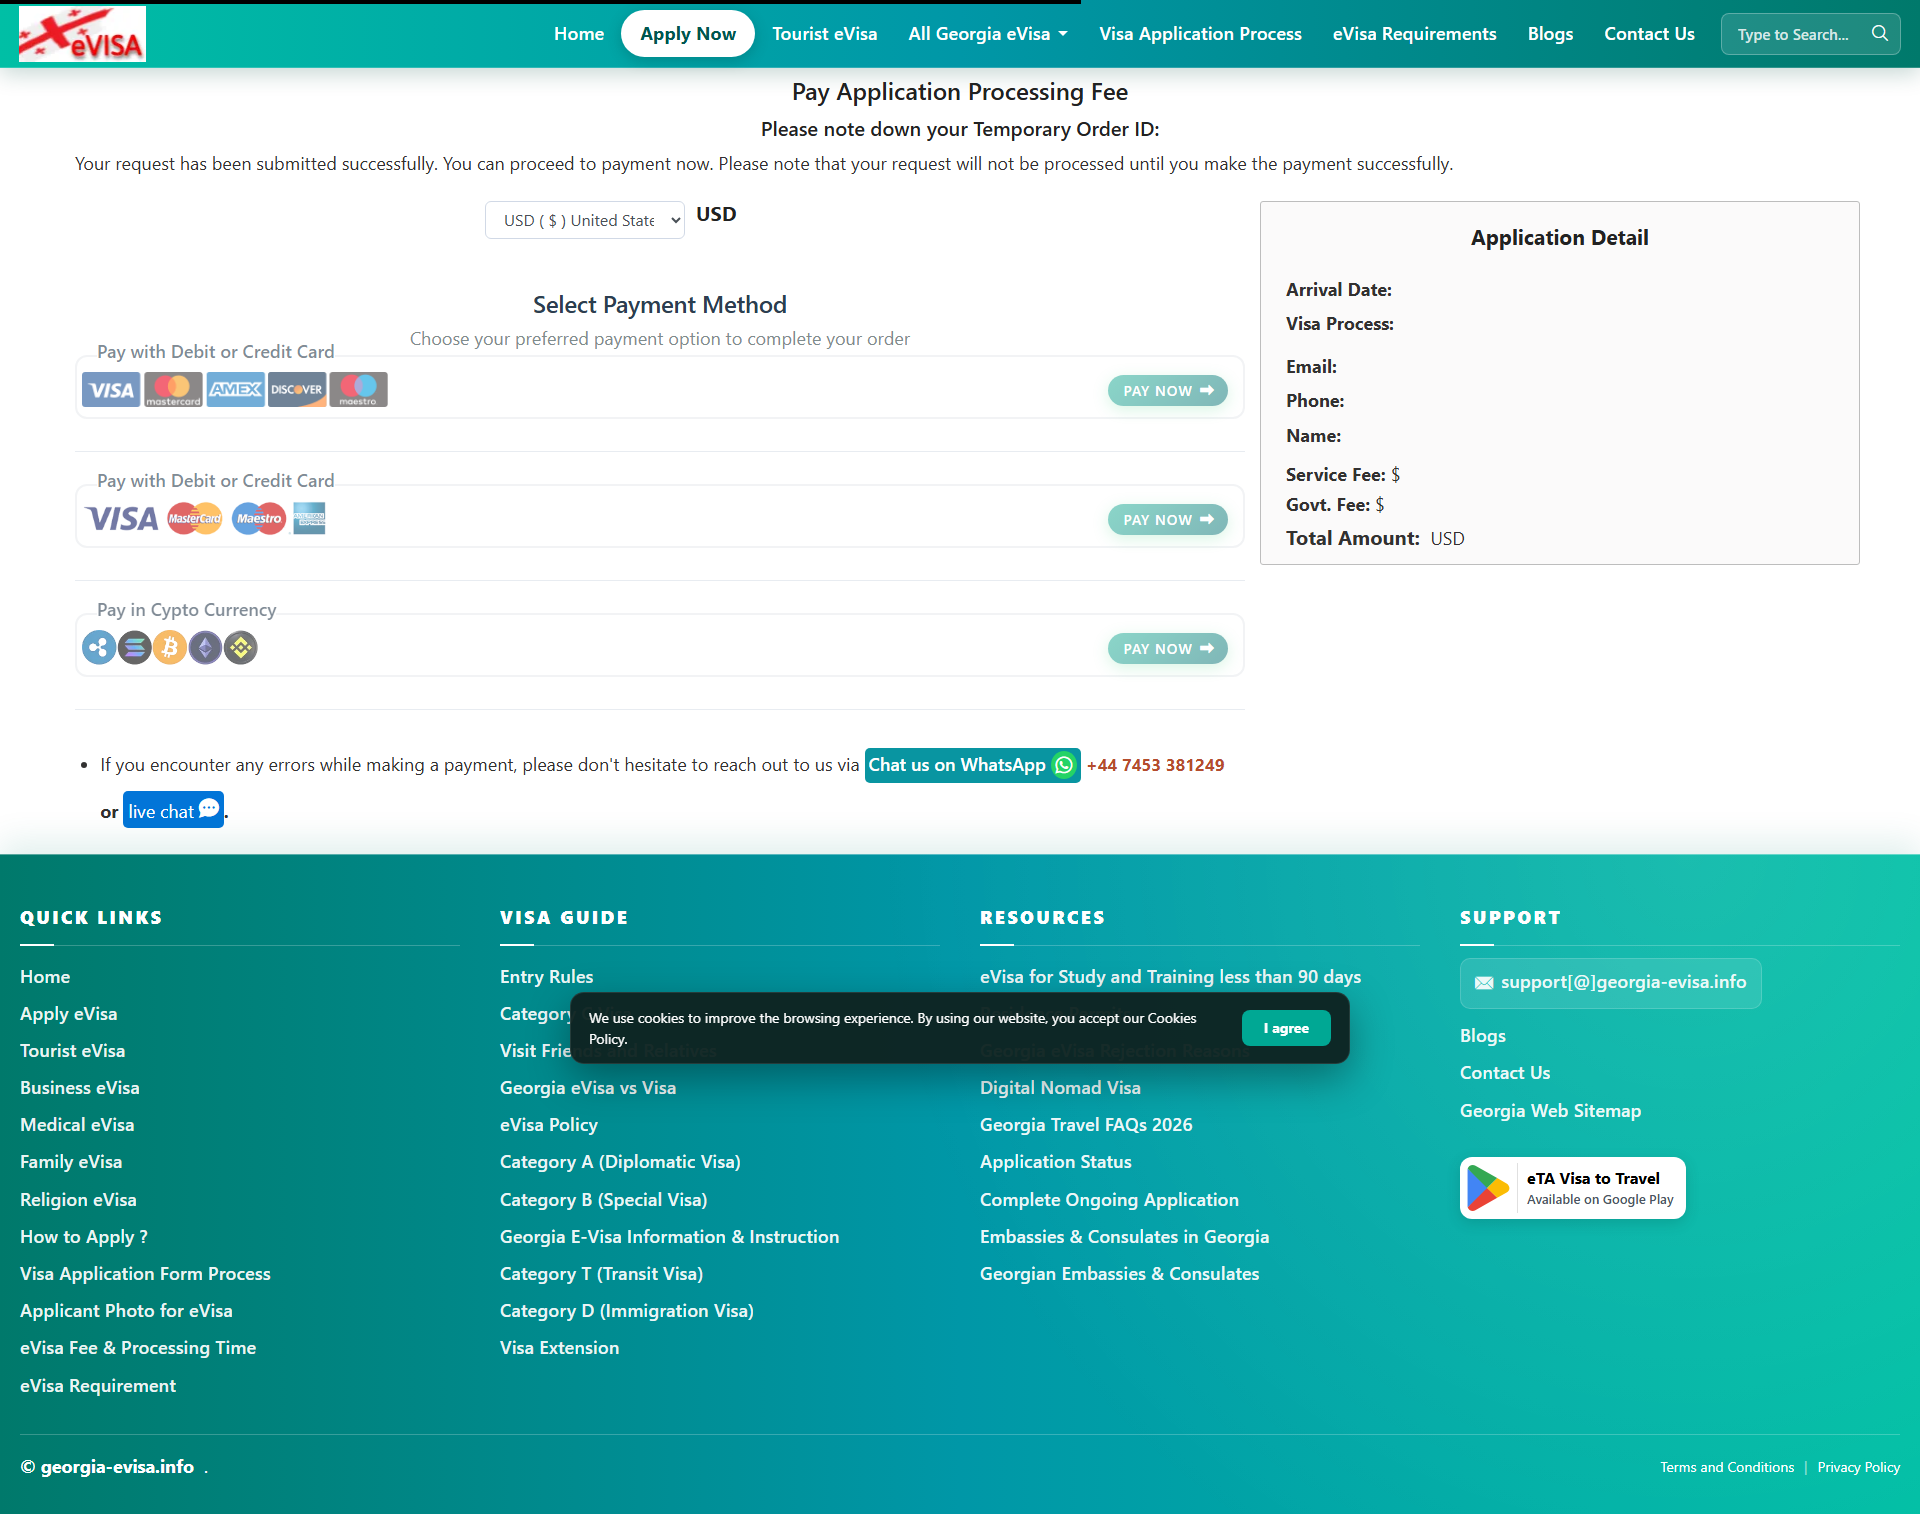 eVISA
Home
Apply Now
Tourist eVisa
All Georgia eVisa
Visa Application Process
eVisa Requirements
Blogs
Contact Us
Type to Search...
Pay Application Processing Fee
Please note down your Temporary Order ID:
Your request has been submitted successfully. You can proceed to payment now. Please note that your request will not be processed until you make the payment successfully.
USD ( $ ) United State
USD
Select Payment Method
Choose your preferred payment option to complete your order
Pay with Debit or Credit Card
VISA mastercard AMEX DISCOVER maestro
PAY NOW
Pay with Debit or Credit Card
VISA MasterCard Maestro AMERICAN EXPRESS
PAY NOW
Pay in Cypto Currency
PAY NOW
Application Detail
Arrival Date:
Visa Process:
Email:
Phone:
Name:
Service Fee: $
Govt. Fee: $
Total Amount: USD
• If you encounter any errors while making a payment, please don't hesitate to reach out to us via Chat us on WhatsApp +44 7453 381249
or live chat .
QUICK LINKS
Home
Apply eVisa
Tourist eVisa
Business eVisa
Medical eVisa
Family eVisa
Religion eVisa
How to Apply ?
Visa Application Form Process
Applicant Photo for eVisa
eVisa Fee & Processing Time
eVisa Requirement
VISA GUIDE
Entry Rules
Category
Visit Friends and Relatives
Georgia eVisa vs Visa
eVisa Policy
Category A (Diplomatic Visa)
Category B (Special Visa)
Georgia E-Visa Information & Instruction
Category T (Transit Visa)
Category D (Immigration Visa)
Visa Extension
RESOURCES
eVisa for Study and Training less than 90 days
Georgia eVisa Rejection Reasons
Digital Nomad Visa
Georgia Travel FAQs 2026
Application Status
Complete Ongoing Application
Embassies & Consulates in Georgia
Georgian Embassies & Consulates
SUPPORT
support[@]georgia-evisa.info
Blogs
Contact Us
Georgia Web Sitemap
eTA Visa to Travel
Available on Google Play
We use cookies to improve the browsing experience. By using our website, you accept our Cookies
Policy.
I agree
© georgia-evisa.info .
Terms and Conditions | Privacy Policy